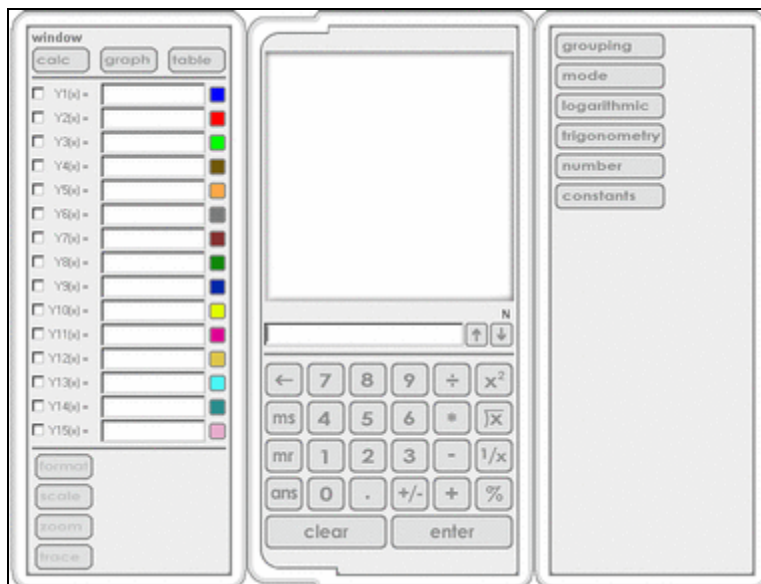 window
calc graph table
Y1(x) =
Y2(x) =
Y3(x) =
Y4(x) =
Y5(x) =
Y6(x) =
Y7(x) =
Y8(x) =
Y9(x) =
Y10(x) =
Y11(x) =
Y12(x) =
Y13(x) =
Y14(x) =
Y15(x) =
format
scale
zoom
trace
N
← 7 8 9 ÷ x²
ms 4 5 6 * √x
mr 1 2 3 - 1/x
ans 0 . +/- + %
clear enter
grouping
mode
logarithmic
trigonometry
number
constants